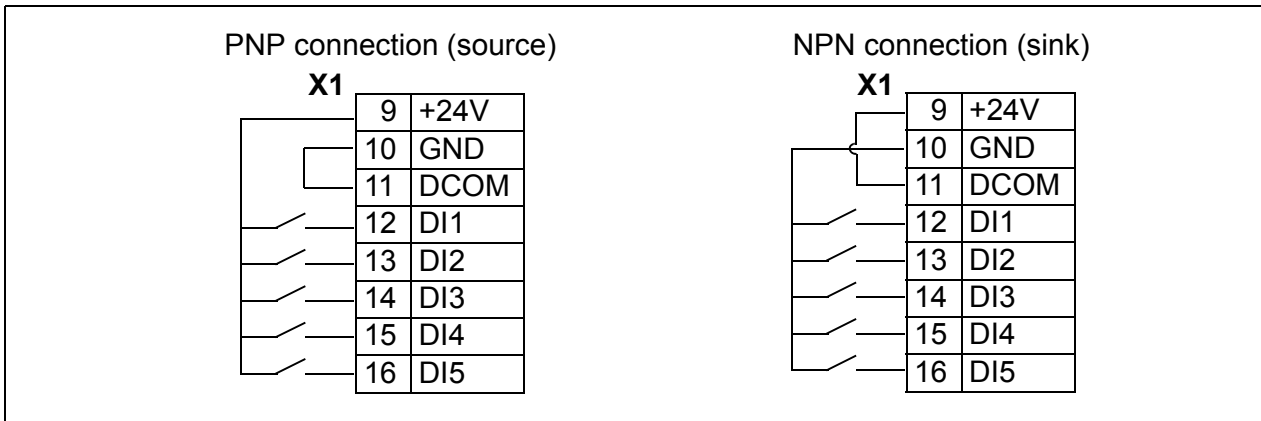 PNP connection (source)
X1
9 +24V
10 GND
11 DCOM
12 DI1
13 DI2
14 DI3
15 DI4
16 DI5
NPN connection (sink)
X1
9 +24V
10 GND
11 DCOM
12 DI1
13 DI2
14 DI3
15 DI4
16 DI5